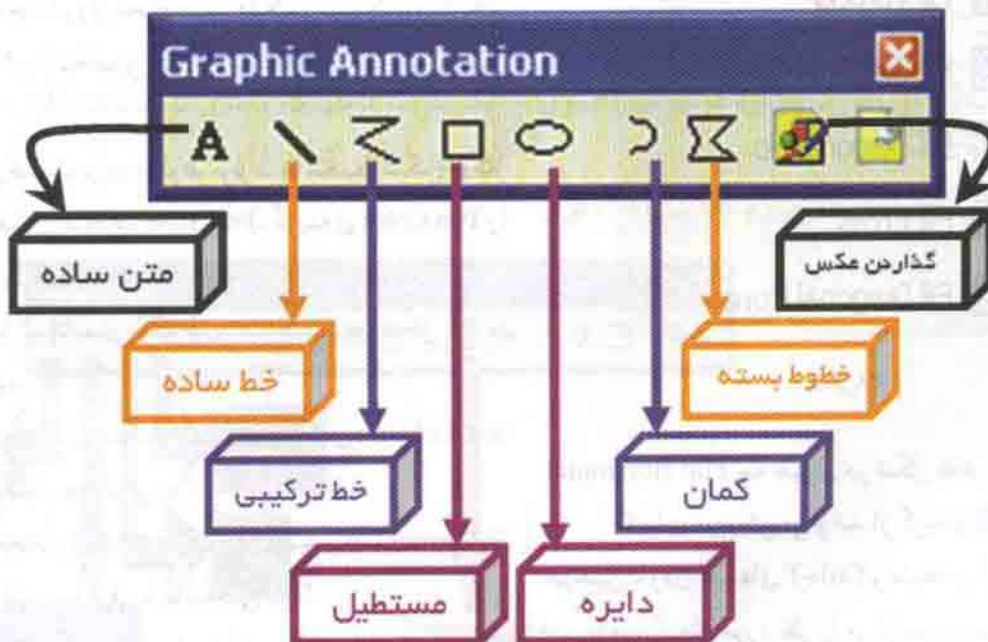 Graphic Annotation
A
متن ساده
گذاردن عکس
خط ساده
خطوط بسته
خط ترکیبی
کمان
مستطیل
دایره